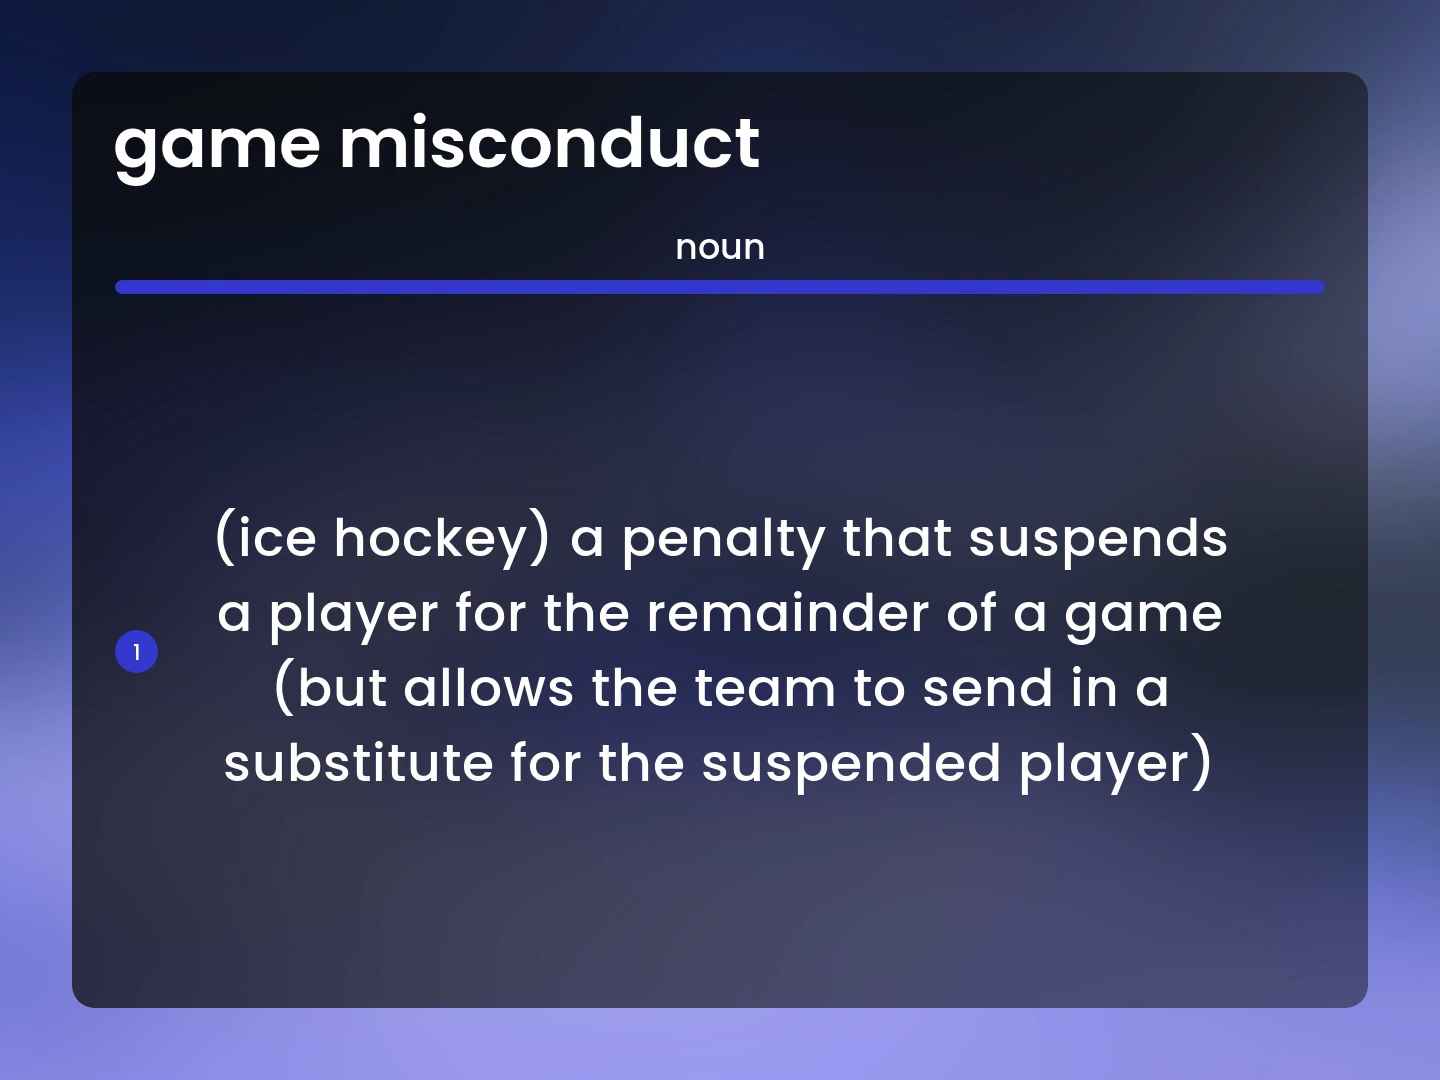 game misconduct
noun
1
(ice hockey) a penalty that suspends
a player for the remainder of a game
(but allows the team to send in a
substitute for the suspended player)